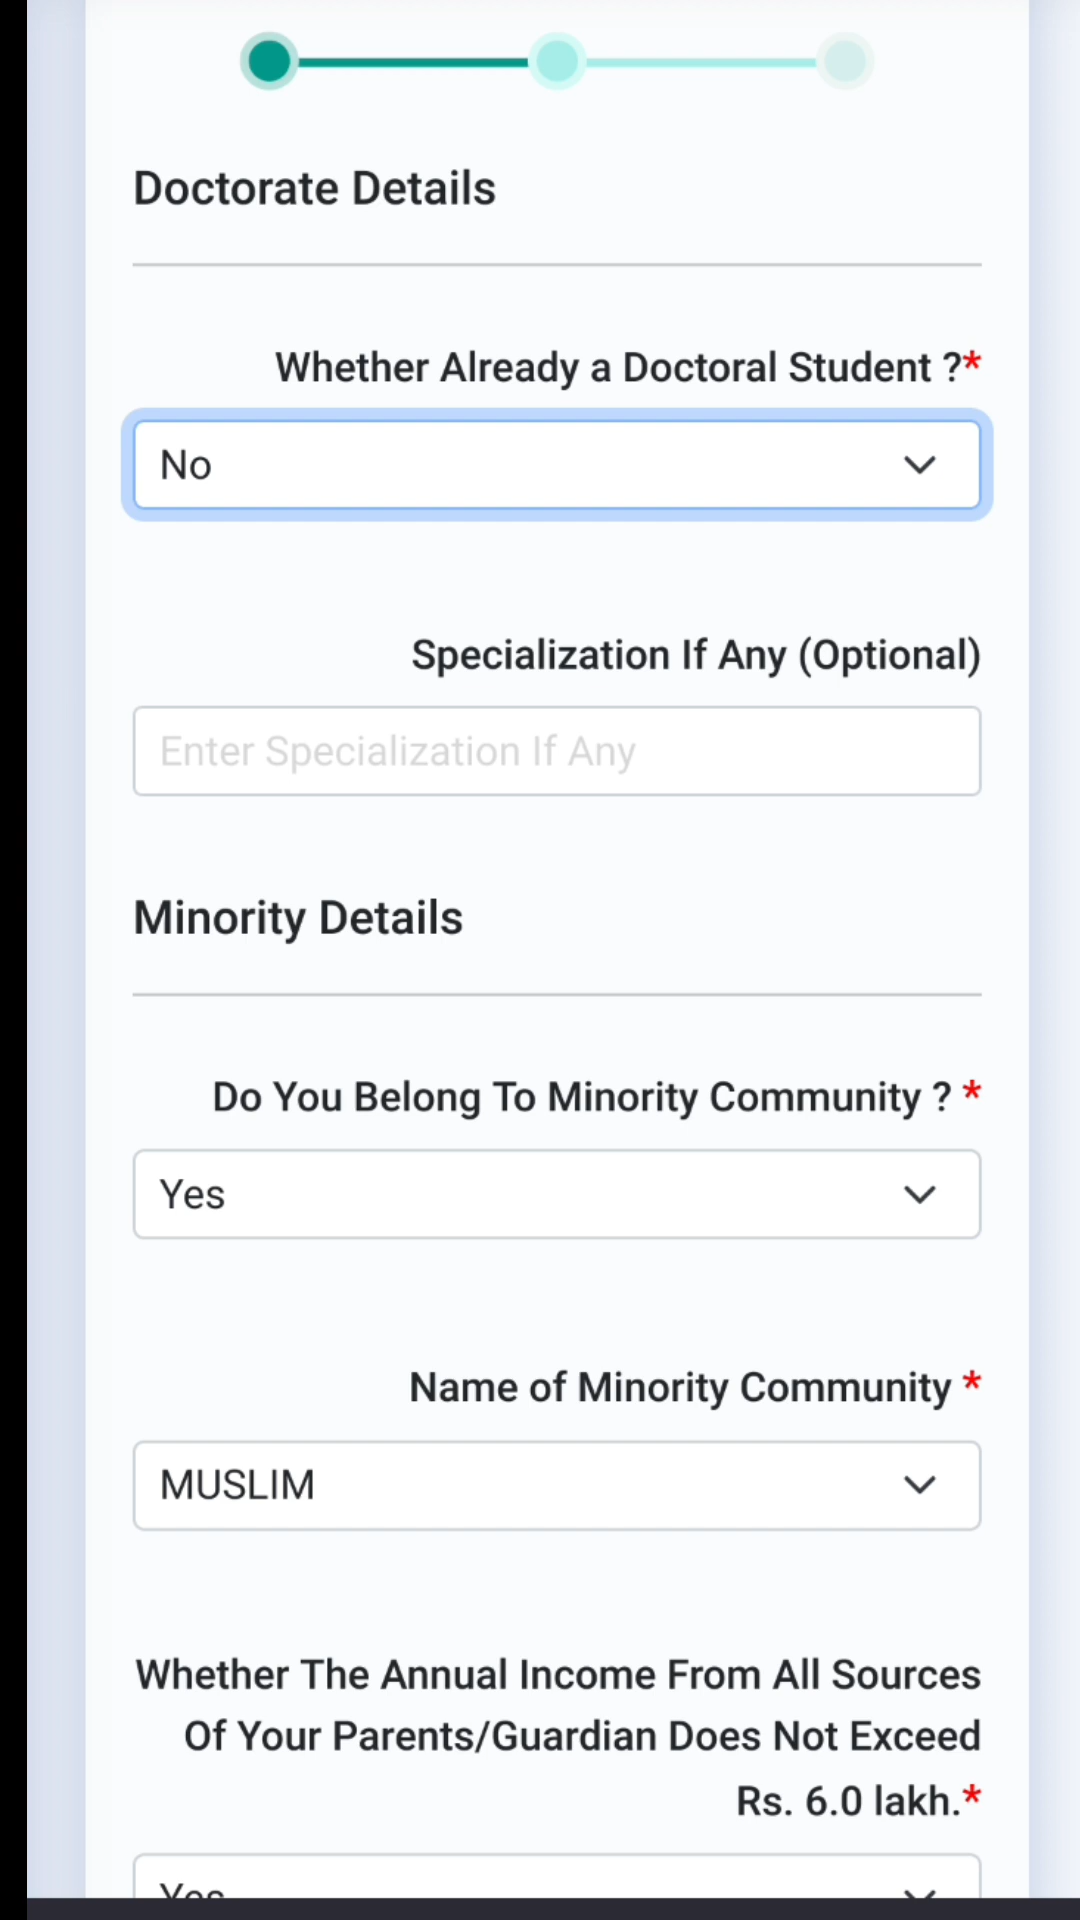 Doctorate Details
Whether Already a Doctoral Student ?*
No
Specialization If Any (Optional)
Enter Specialization If Any
Minority Details
Do You Belong To Minority Community ? *
Yes
Name of Minority Community *
MUSLIM
Whether The Annual Income From All Sources
Of Your Parents/Guardian Does Not Exceed
Rs. 6.0 lakh.*
Yes